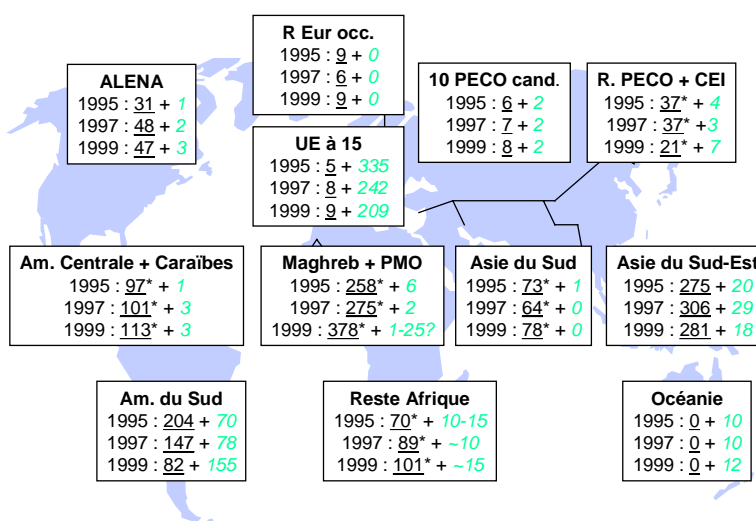 R Eur occ.
1995 : 9 + 0
1997 : 6 + 0
1999 : 9 + 0
ALENA
1995 : 31 + 1
1997 : 48 + 2
1999 : 47 + 3
10 PECO cand.
1995 : 6 + 2
1997 : 7 + 2
1999 : 8 + 2
R. PECO + CEI
1995 : 37* + 4
1997 : 37* +3
1999 : 21* + 7
UE à 15
1995 : 5 + 335
1997 : 8 + 242
1999 : 9 + 209
Am. Centrale + Caraïbes
1995 : 97* + 1
1997 : 101* + 3
1999 : 113* + 3
Maghreb + PMO
1995 : 258* + 6
1997 : 275* + 2
1999 : 378* + 1-25?
Asie du Sud
1995 : 73* + 1
1997 : 64* + 0
1999 : 78* + 0
Asie du Sud-Est
1995 : 275 + 20
1997 : 306 + 29
1999 : 281 + 18
Am. du Sud
1995 : 204 + 70
1997 : 147 + 78
1999 : 82 + 155
Reste Afrique
1995 : 70* + 10-15
1997 : 89* + ~10
1999 : 101* + ~15
Océanie
1995 : 0 + 10
1997 : 0 + 10
1999 : 0 + 12